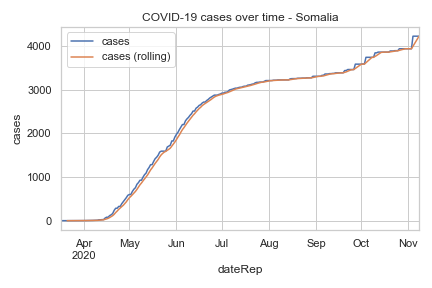 COVID-19 cases over time - Somalia
cases
cases (rolling)
4000
3000
2000
1000
0
cases
Apr May Jun Jul Aug Sep Oct Nov
2020
dateRep